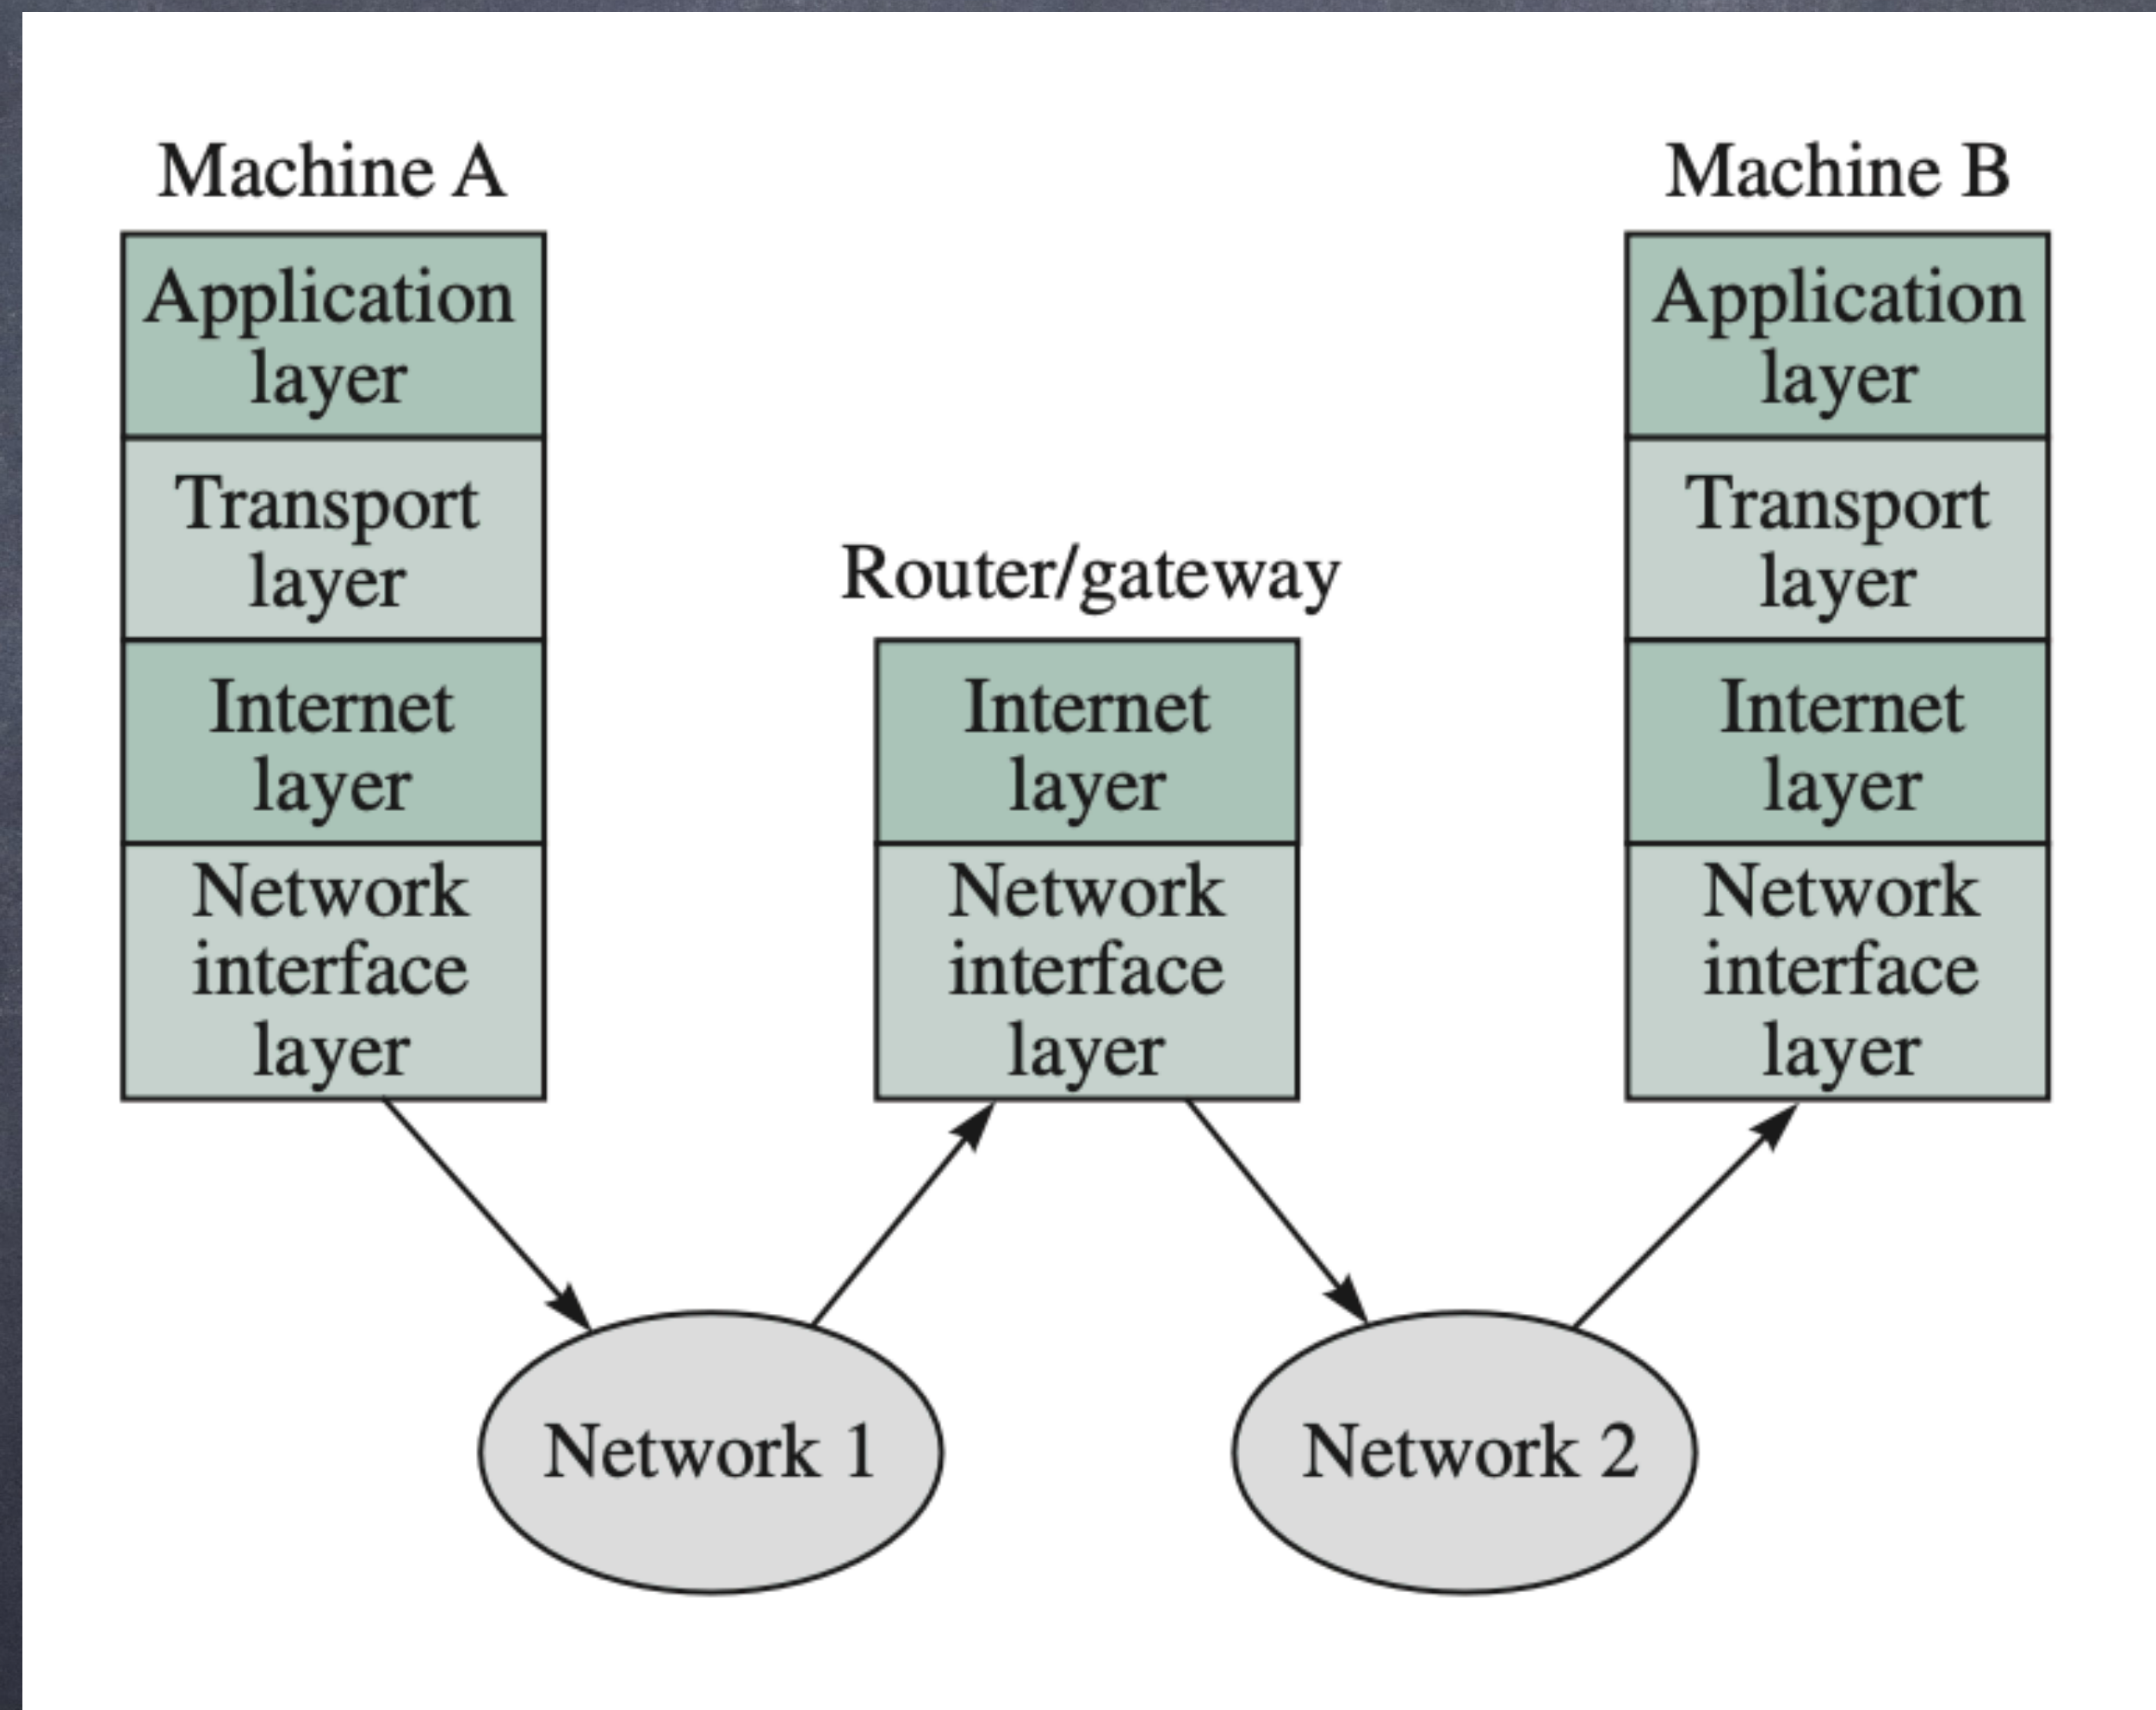 Machine A
Application
layer
Transport
layer
Internet
layer
Network
interface
layer
Router/gateway
Internet
layer
Network
interface
layer
Machine B
Application
layer
Transport
layer
Internet
layer
Network
interface
layer
Network 1
Network 2